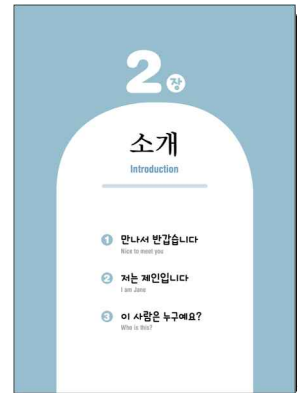 2장
소개
Introduction
1 만나서 반갑습니다
Nice to meet you
2 저는 제인입니다
I am Jane
3 이 사람은 누구예요?
Who is this?